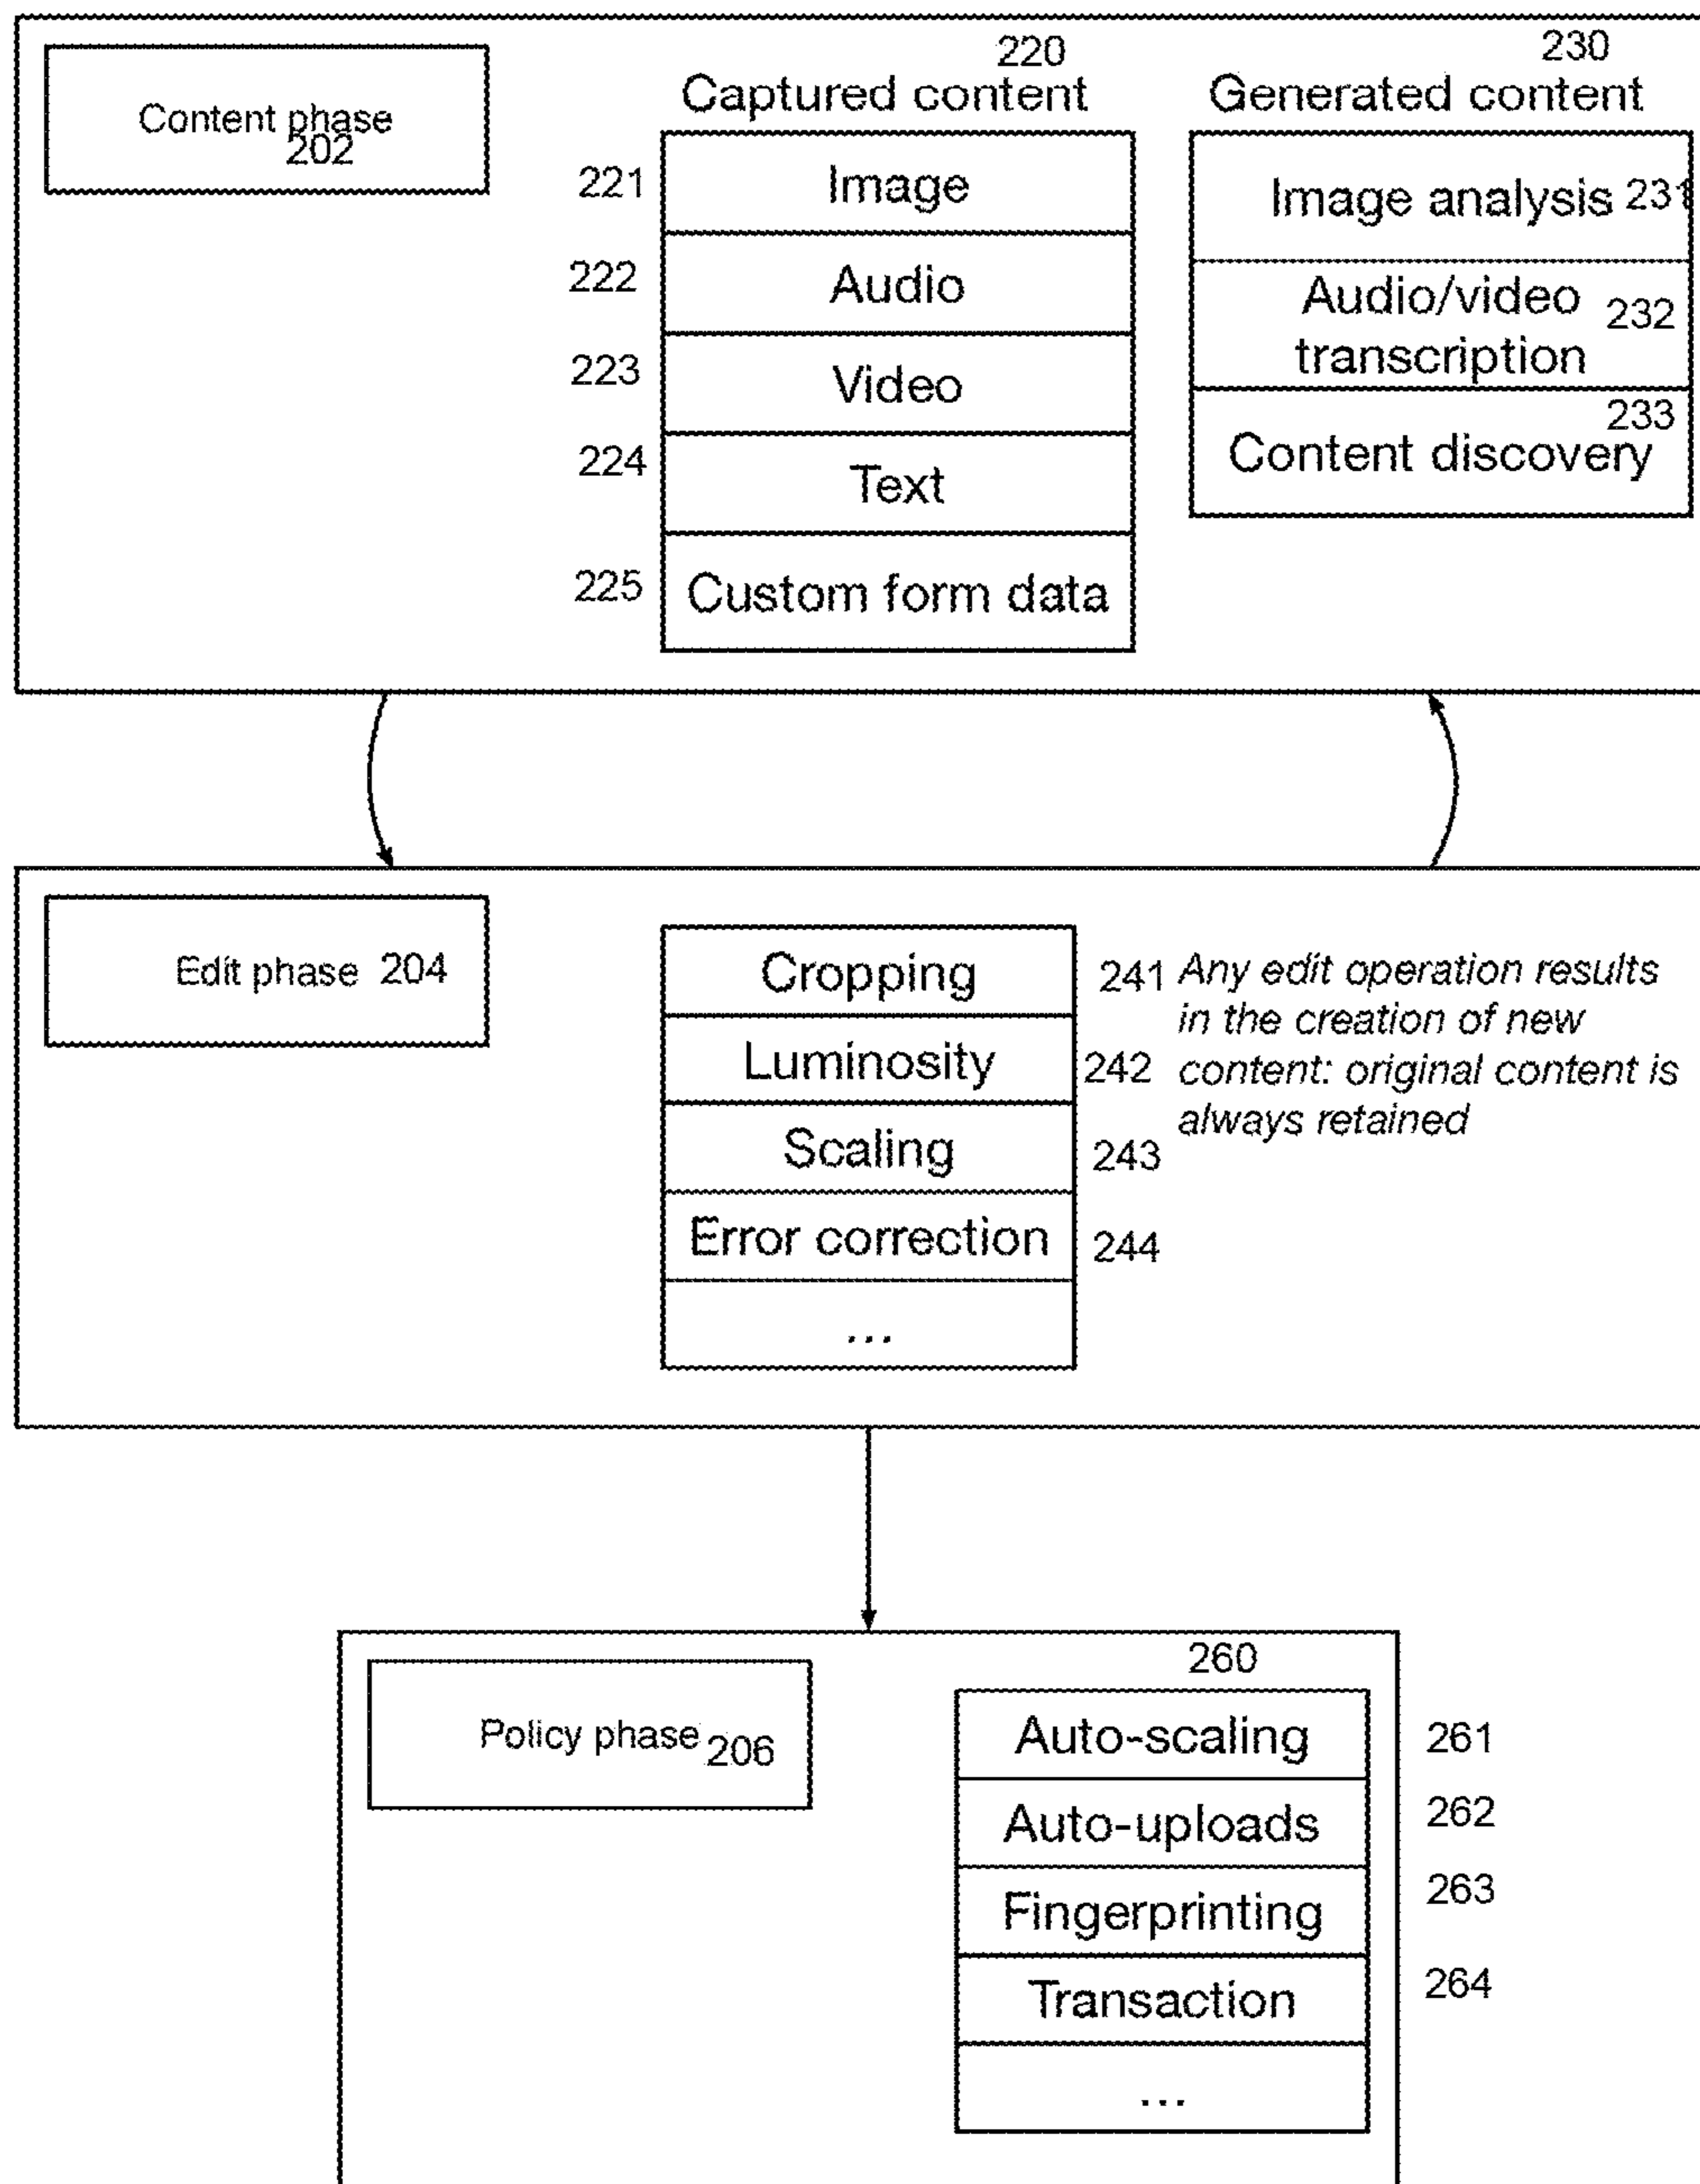 Content phase
202
220
Captured content
221 Image
222 Audio
223 Video
224 Text
225 Custom form data
230
Generated content
Image analysis 231
Audio/video 232
transcription
233
Content discovery
Edit phase 204
Cropping 241
Luminosity 242
Scaling 243
Error correction 244
...
Any edit operation results
in the creation of new
content: original content is
always retained
Policy phase 206
260
Auto-scaling 261
Auto-uploads 262
Fingerprinting 263
Transaction 264
...